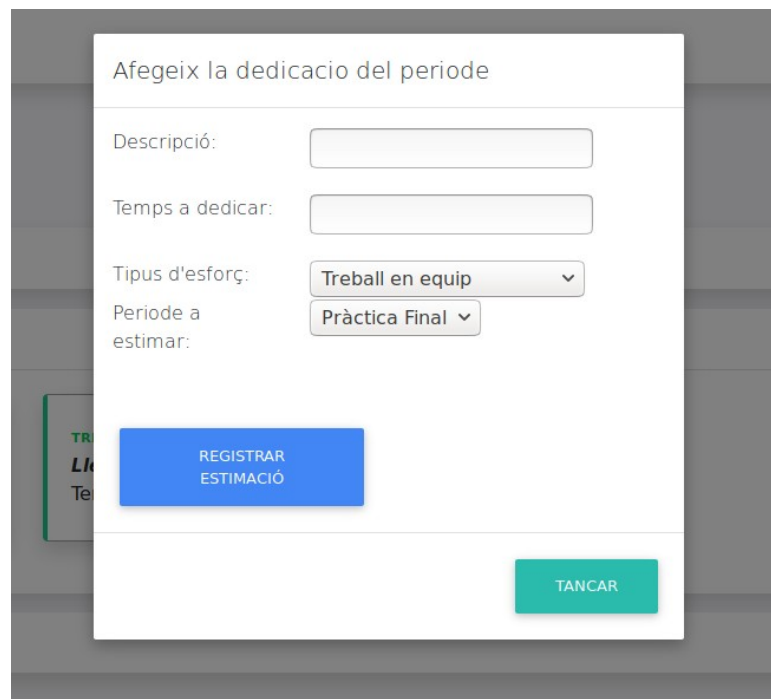 Afegeix la dedicacio del periode
Descripció:
Temps a dedicar:
Tipus d'esforç:
Treball en equip
Periode a
estimar:
Pràctica Final
REGISTRAR
ESTIMACIÓ
TANCAR